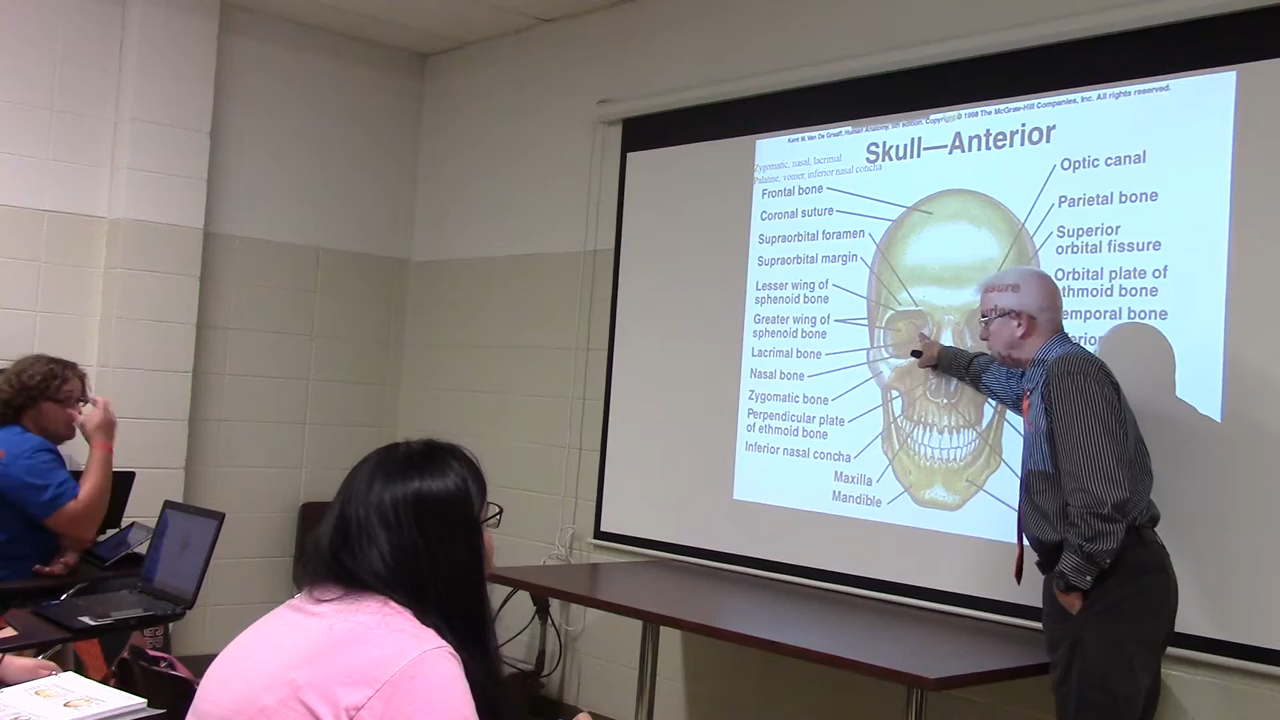 Kent M. Van De Graaff, Human Anatomy, 5th edition, Copyright © 1998 The McGraw-Hill Companies, Inc. All rights reserved.
Skull—Anterior
Zygomatic, nasal, lacrimal
Palatine, vomer, inferior nasal concha
Frontal bone
Coronal suture
Supraorbital foramen
Supraorbital margin
Lesser wing of
sphenoid bone
Greater wing of
sphenoid bone
Lacrimal bone
Nasal bone
Zygomatic bone
Perpendicular plate
of ethmoid bone
Inferior nasal concha
Maxilla
Mandible
Optic canal
Parietal bone
Superior
orbital fissure
Orbital plate of
ethmoid bone
temporal bone